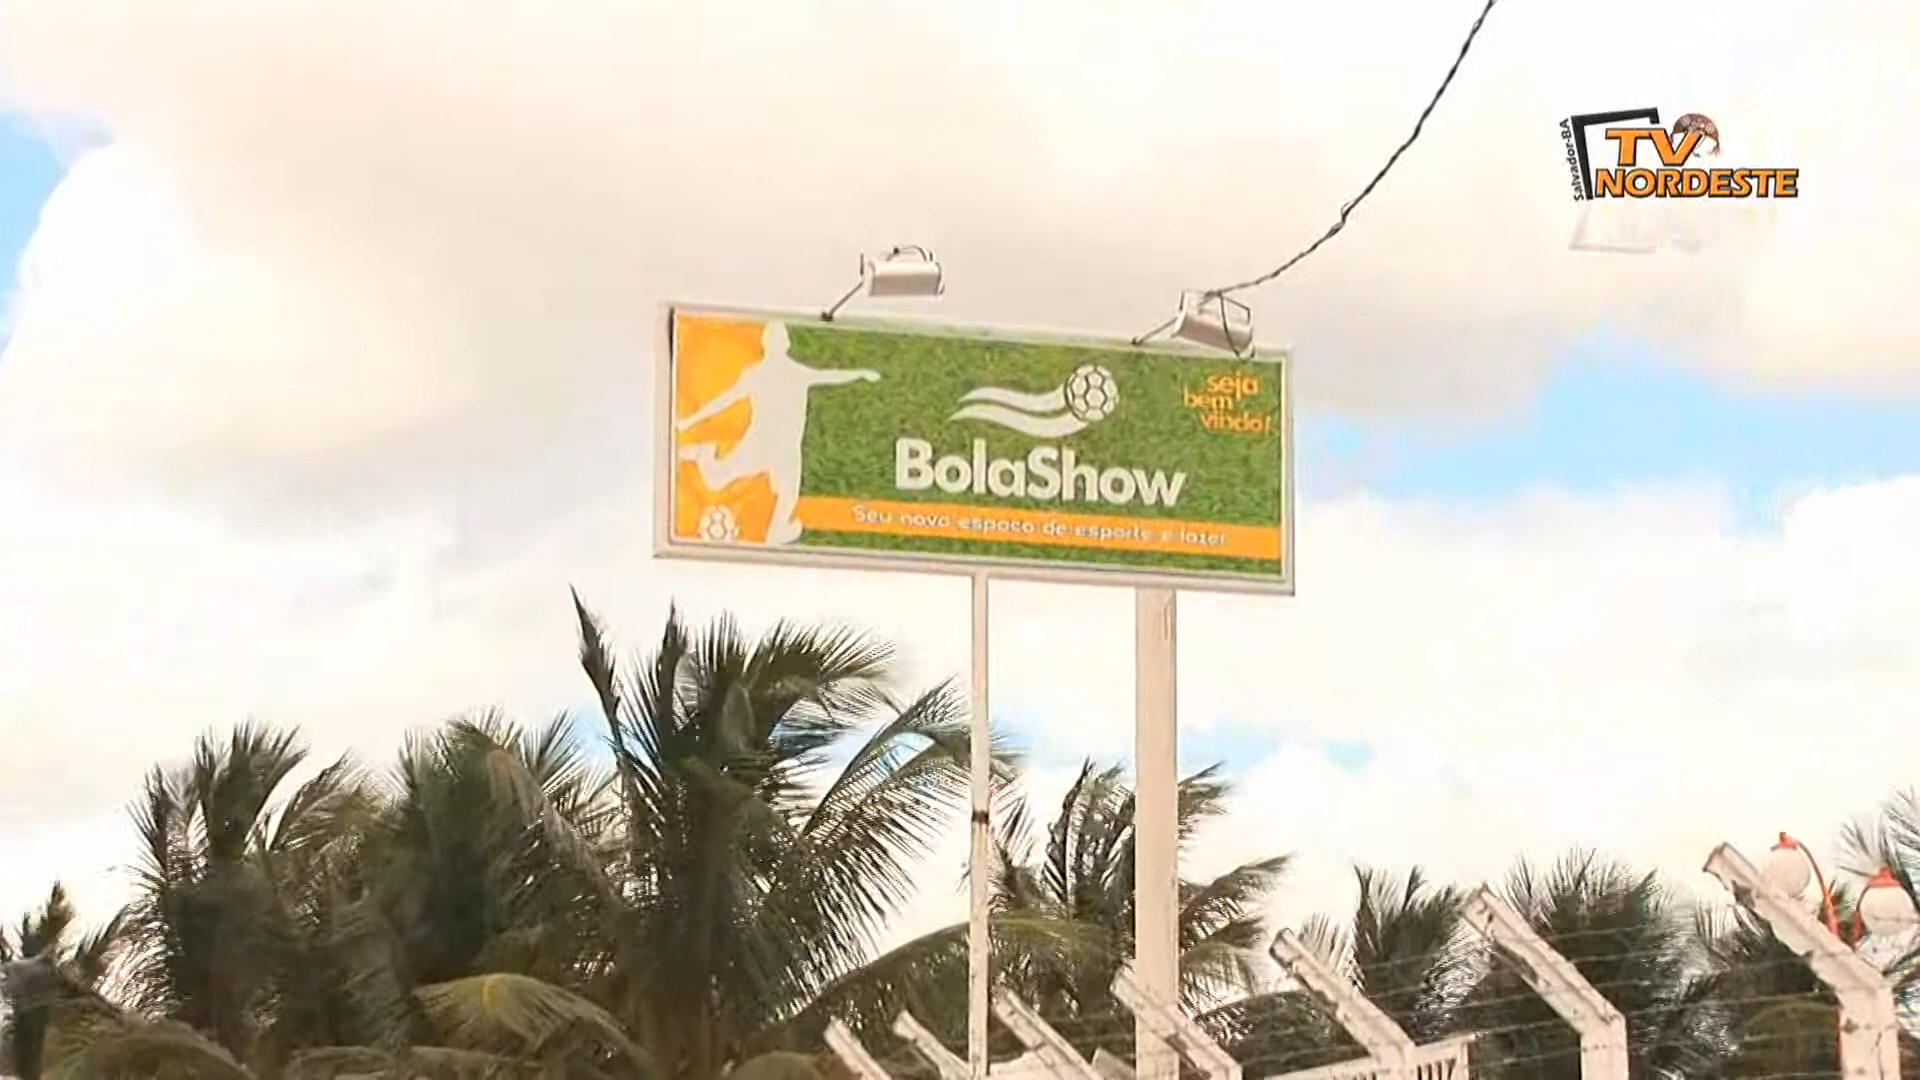 Salvador-BA
TV
NORDESTE
seja
bem
vindo!
BolaShow
Seu novo espaço de esporte e lazer